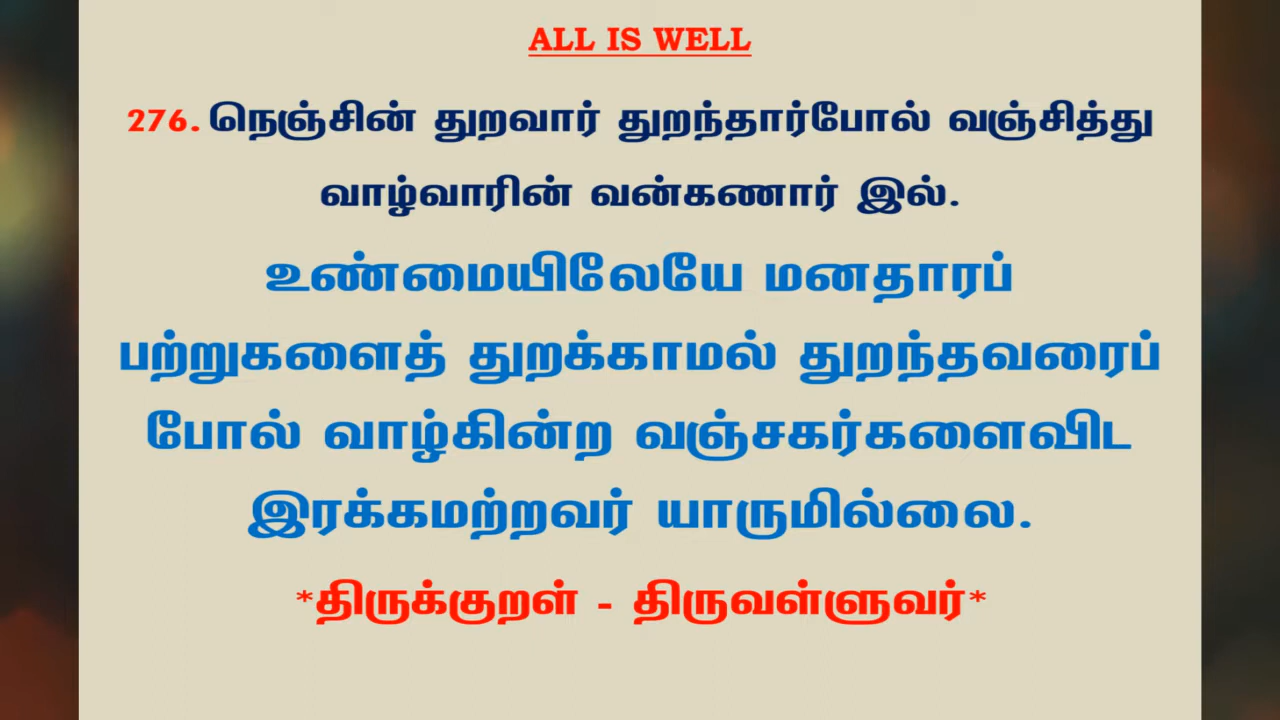 ALL IS WELL
276. நெஞ்சின் துறவார் துறந்தார்போல் வஞ்சித்து
வாழ்வாரின் வன்கணார் இல்.
உண்மையிலேயே மனதாரப்
பற்றுகளைத் துறக்காமல் துறந்தவரைப்
போல் வாழ்கின்ற வஞ்சகர்களைவிட
இரக்கமற்றவர் யாருமில்லை.
*திருக்குறள் - திருவள்ளுவர்*